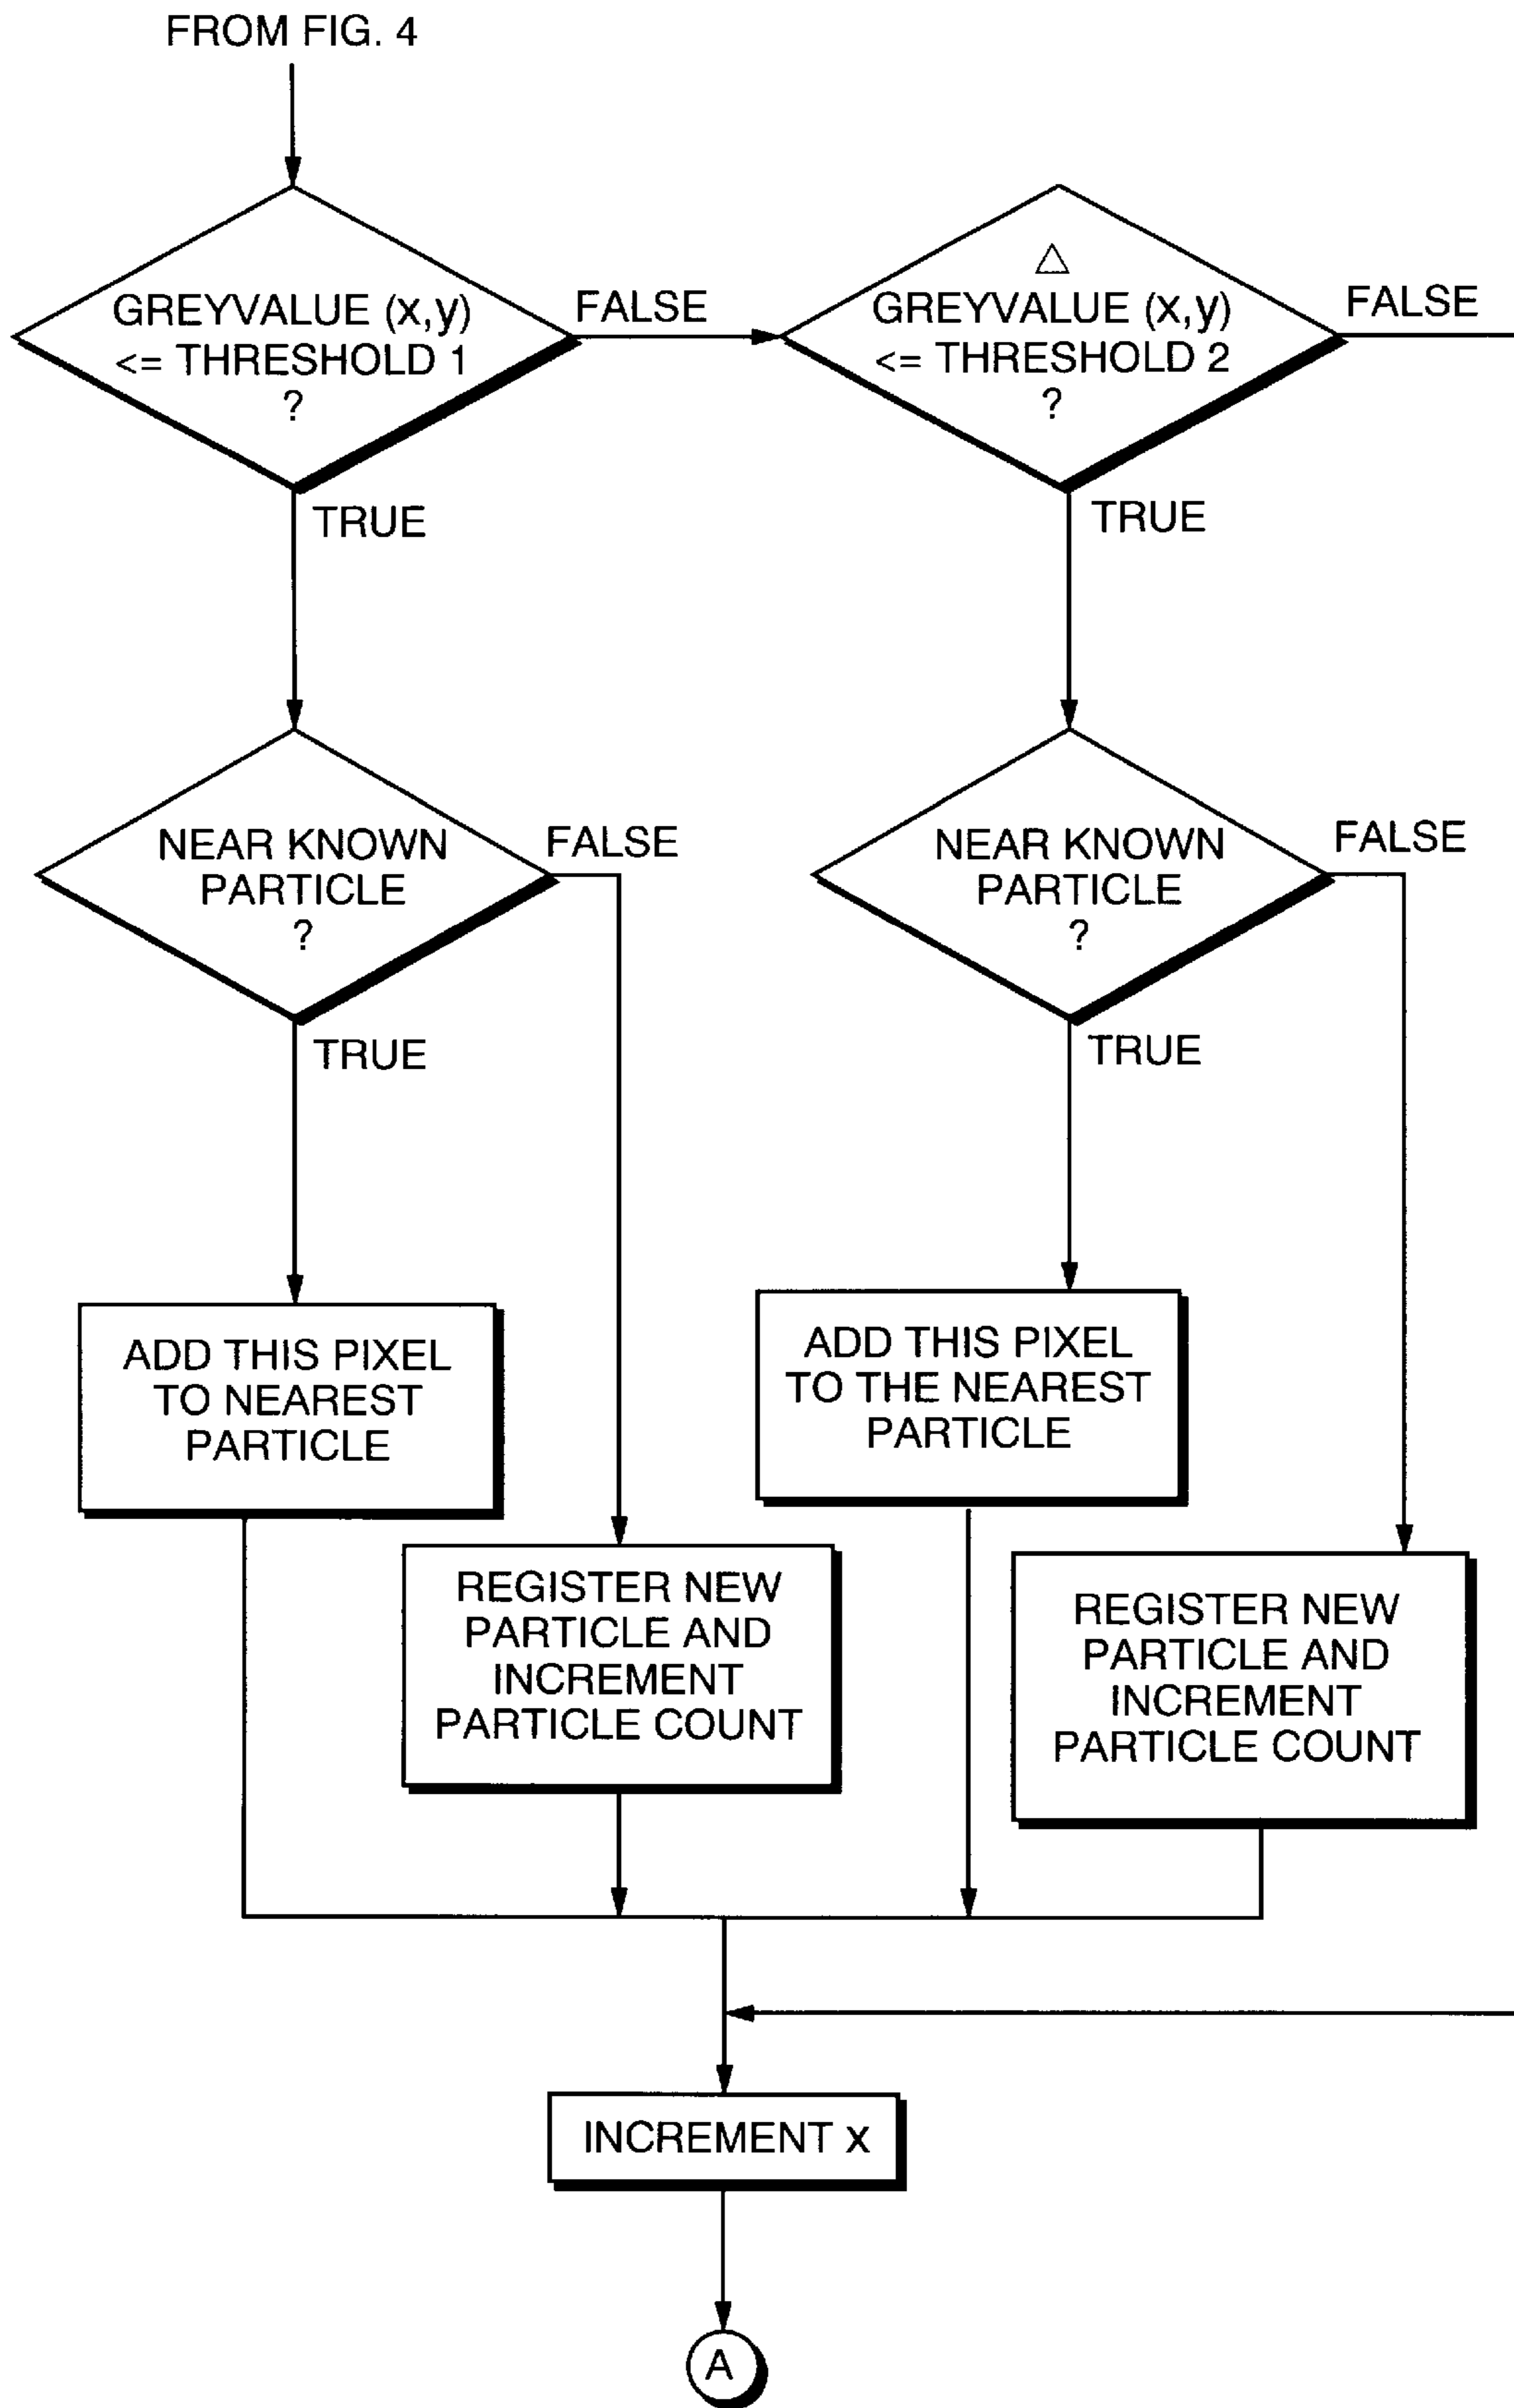 FROM FIG. 4
GREYVALUE (x,y)
<= THRESHOLD 1
?
FALSE
TRUE
△
GREYVALUE (x,y)
<= THRESHOLD 2
?
FALSE
TRUE
NEAR KNOWN
PARTICLE
?
FALSE
TRUE
NEAR KNOWN
PARTICLE
?
FALSE
TRUE
ADD THIS PIXEL
TO NEAREST
PARTICLE
REGISTER NEW
PARTICLE AND
INCREMENT
PARTICLE COUNT
ADD THIS PIXEL
TO THE NEAREST
PARTICLE
REGISTER NEW
PARTICLE AND
INCREMENT
PARTICLE COUNT
INCREMENT x
A